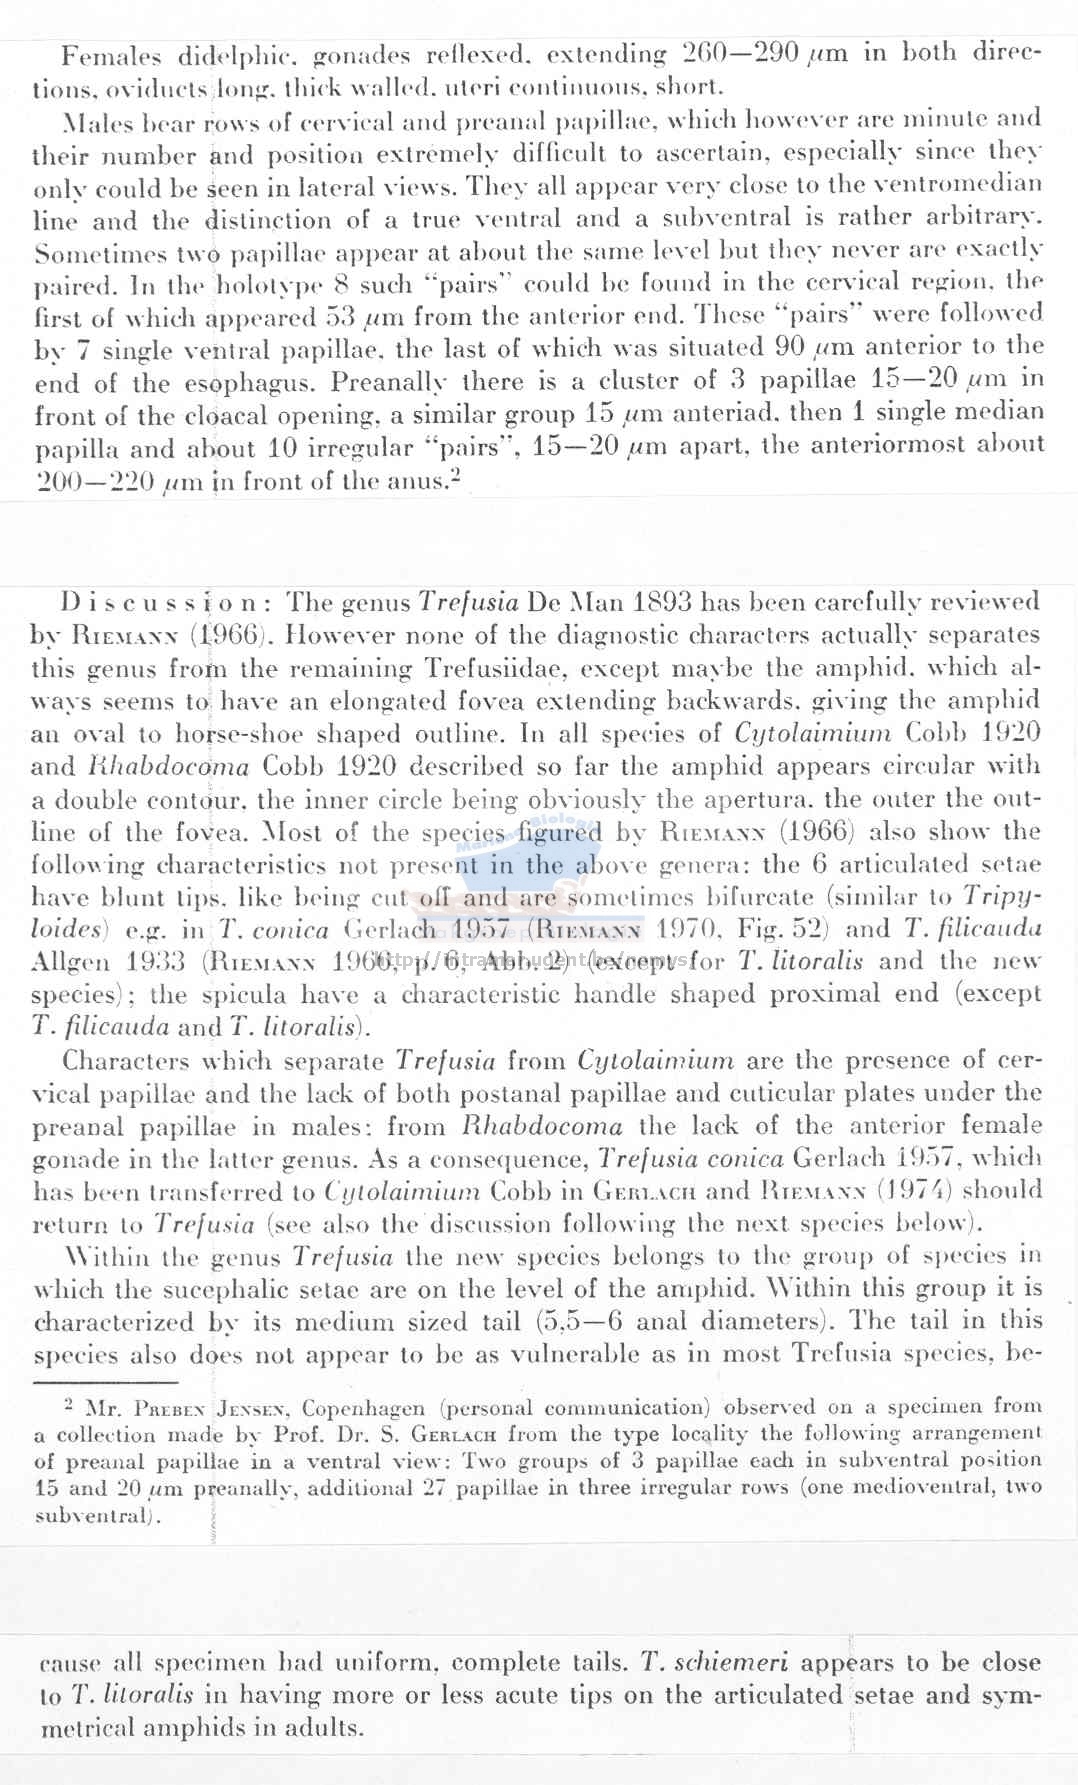 Females didelphic, gonades reflexed, extending 260—290 µm in both direc-
tions, oviducts long, thick walled, uteri continuous, short.
Males bear rows of cervical and preanal papillae, which however are minute and
their number and position extremely difficult to ascertain, especially since they
only could be seen in lateral views. They all appear very close to the ventromedian
line and the distinction of a true ventral and a subventral is rather arbitrary.
Sometimes two papillae appear at about the same level but they never are exactly
paired. In the holotype 8 such “pairs” could be found in the cervical region, the
first of which appeared 53 µm from the anterior end. These “pairs” were followed
by 7 single ventral papillae, the last of which was situated 90 µm anterior to the
end of the esophagus. Preanally there is a cluster of 3 papillae 15—20 µm in
front of the cloacal opening, a similar group 15 µm anteriad, then 1 single median
papilla and about 10 irregular “pairs”, 15—20 µm apart, the anteriormost about
200—220 µm in front of the anus.²
Discussion: The genus Trefusia De Man 1893 has been carefully reviewed
by RIEMANN (1966). However none of the diagnostic characters actually separates
this genus from the remaining Trefusiidae, except maybe the amphid, which al-
ways seems to have an elongated fovea extending backwards, giving the amphid
an oval to horse-shoe shaped outline. In all species of Cytolaimium Cobb 1920
and Rhabdocoma Cobb 1920 described so far the amphid appears circular with
a double contour, the inner circle being obviously the apertura, the outer the out-
line of the fovea. Most of the species figured by RIEMANN (1966) also show the
following characteristics not present in the above genera: the 6 articulated setae
have blunt tips, like being cut off and are sometimes bifurcate (similar to Tripy-
loides) e.g. in T. conica Gerlach 1957 (RIEMANN 1970, Fig. 52) and T. filicauda
Allgen 1933 (RIEMANN 1966, p. 6, Abb. 2) (except for T. litoralis and the new
species); the spicula have a characteristic handle shaped proximal end (except
T. filicauda and T. litoralis).
Characters which separate Trefusia from Cytolaimium are the presence of cer-
vical papillae and the lack of both postanal papillae and cuticular plates under the
preanal papillae in males; from Rhabdocoma the lack of the anterior female
gonade in the latter genus. As a consequence, Trefusia conica Gerlach 1957, which
has been transferred to Cytolaimium Cobb in GERLACH and RIEMANN (1974) should
return to Trefusia (see also the discussion following the next species below).
Within the genus Trefusia the new species belongs to the group of species in
which the sucephalic setae are on the level of the amphid. Within this group it is
characterized by its medium sized tail (5,5—6 anal diameters). The tail in this
species also does not appear to be as vulnerable as in most Trefusia species, be-
² Mr. PREBEN JENSEN, Copenhagen (personal communication) observed on a specimen from
a collection made by Prof. Dr. S. GERLACH from the type locality the following arrangement
of preanal papillae in a ventral view: Two groups of 3 papillae each in subventral position
15 and 20 µm preanally, additional 27 papillae in three irregular rows (one medioventral, two
subventral).
cause all specimen had uniform, complete tails. T. schiemeri appears to be close
to T. litoralis in having more or less acute tips on the articulated setae and sym-
metrical amphids in adults.